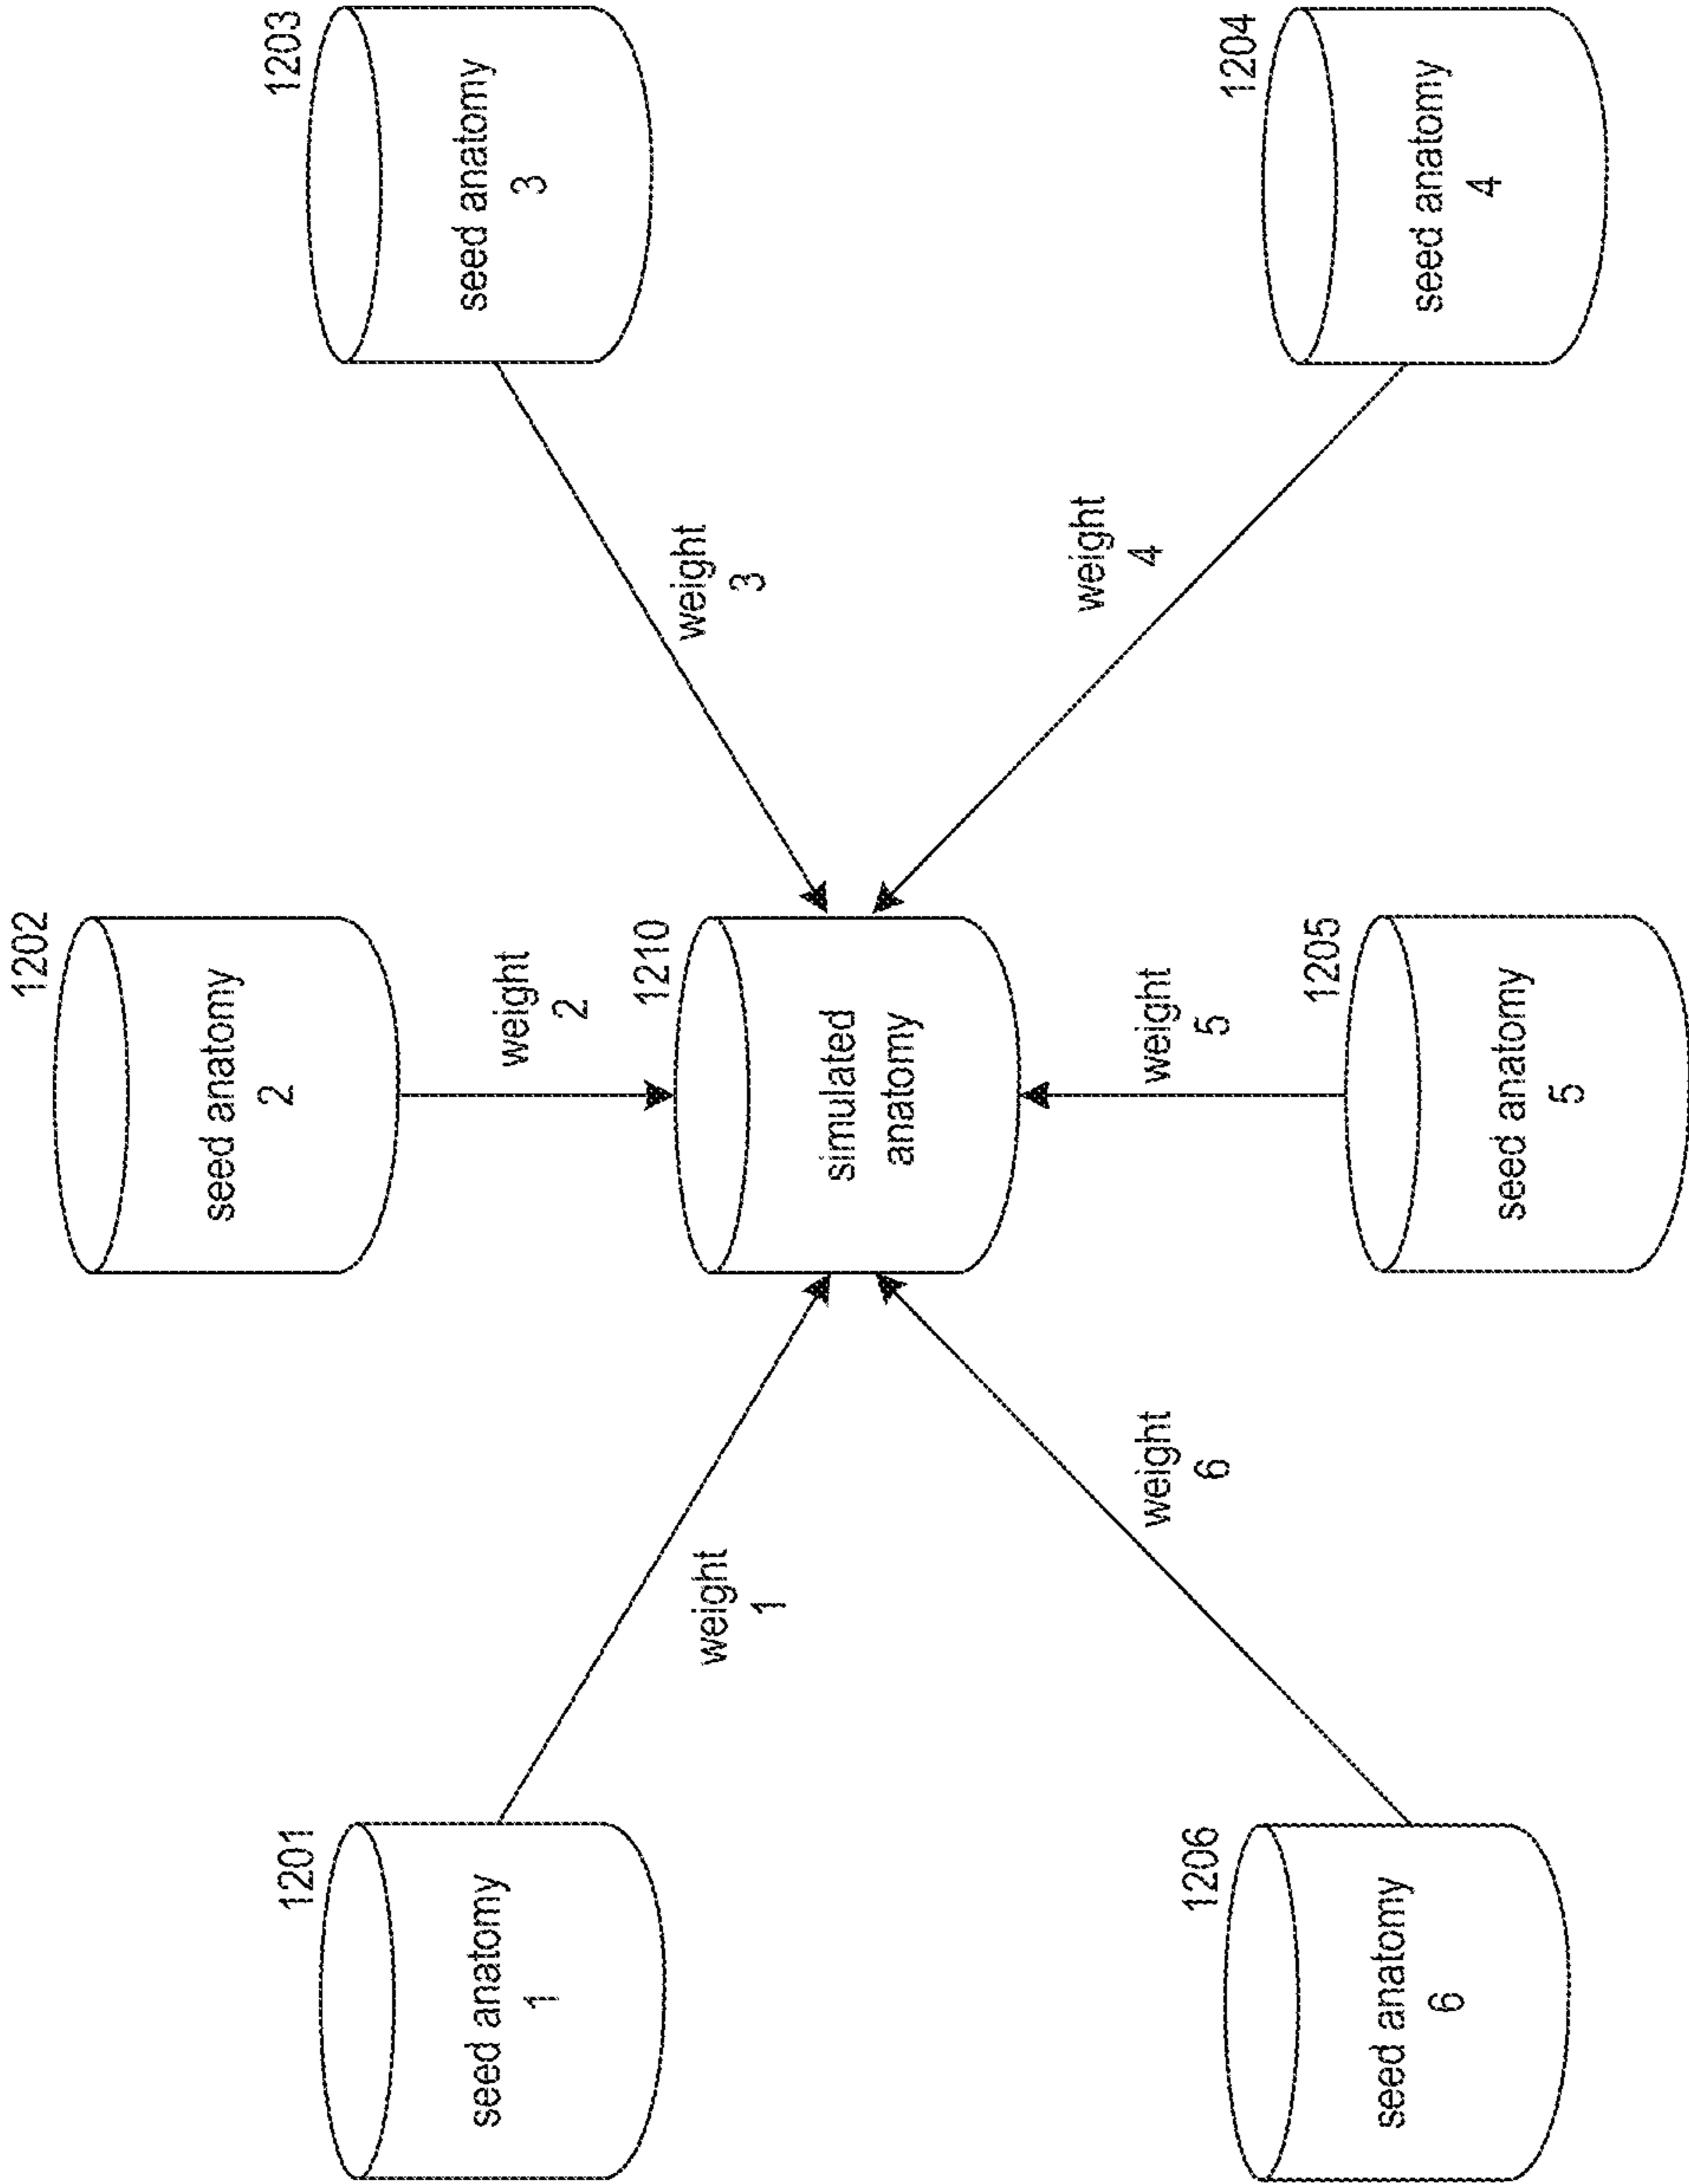 1202
seed anatomy
2
1201
seed anatomy
1
1203
seed anatomy
3
weight
1
weight
2
weight
3
1210
simulated
anatomy
weight
6
weight
5
weight
4
1206
seed anatomy
6
1205
seed anatomy
5
1204
seed anatomy
4